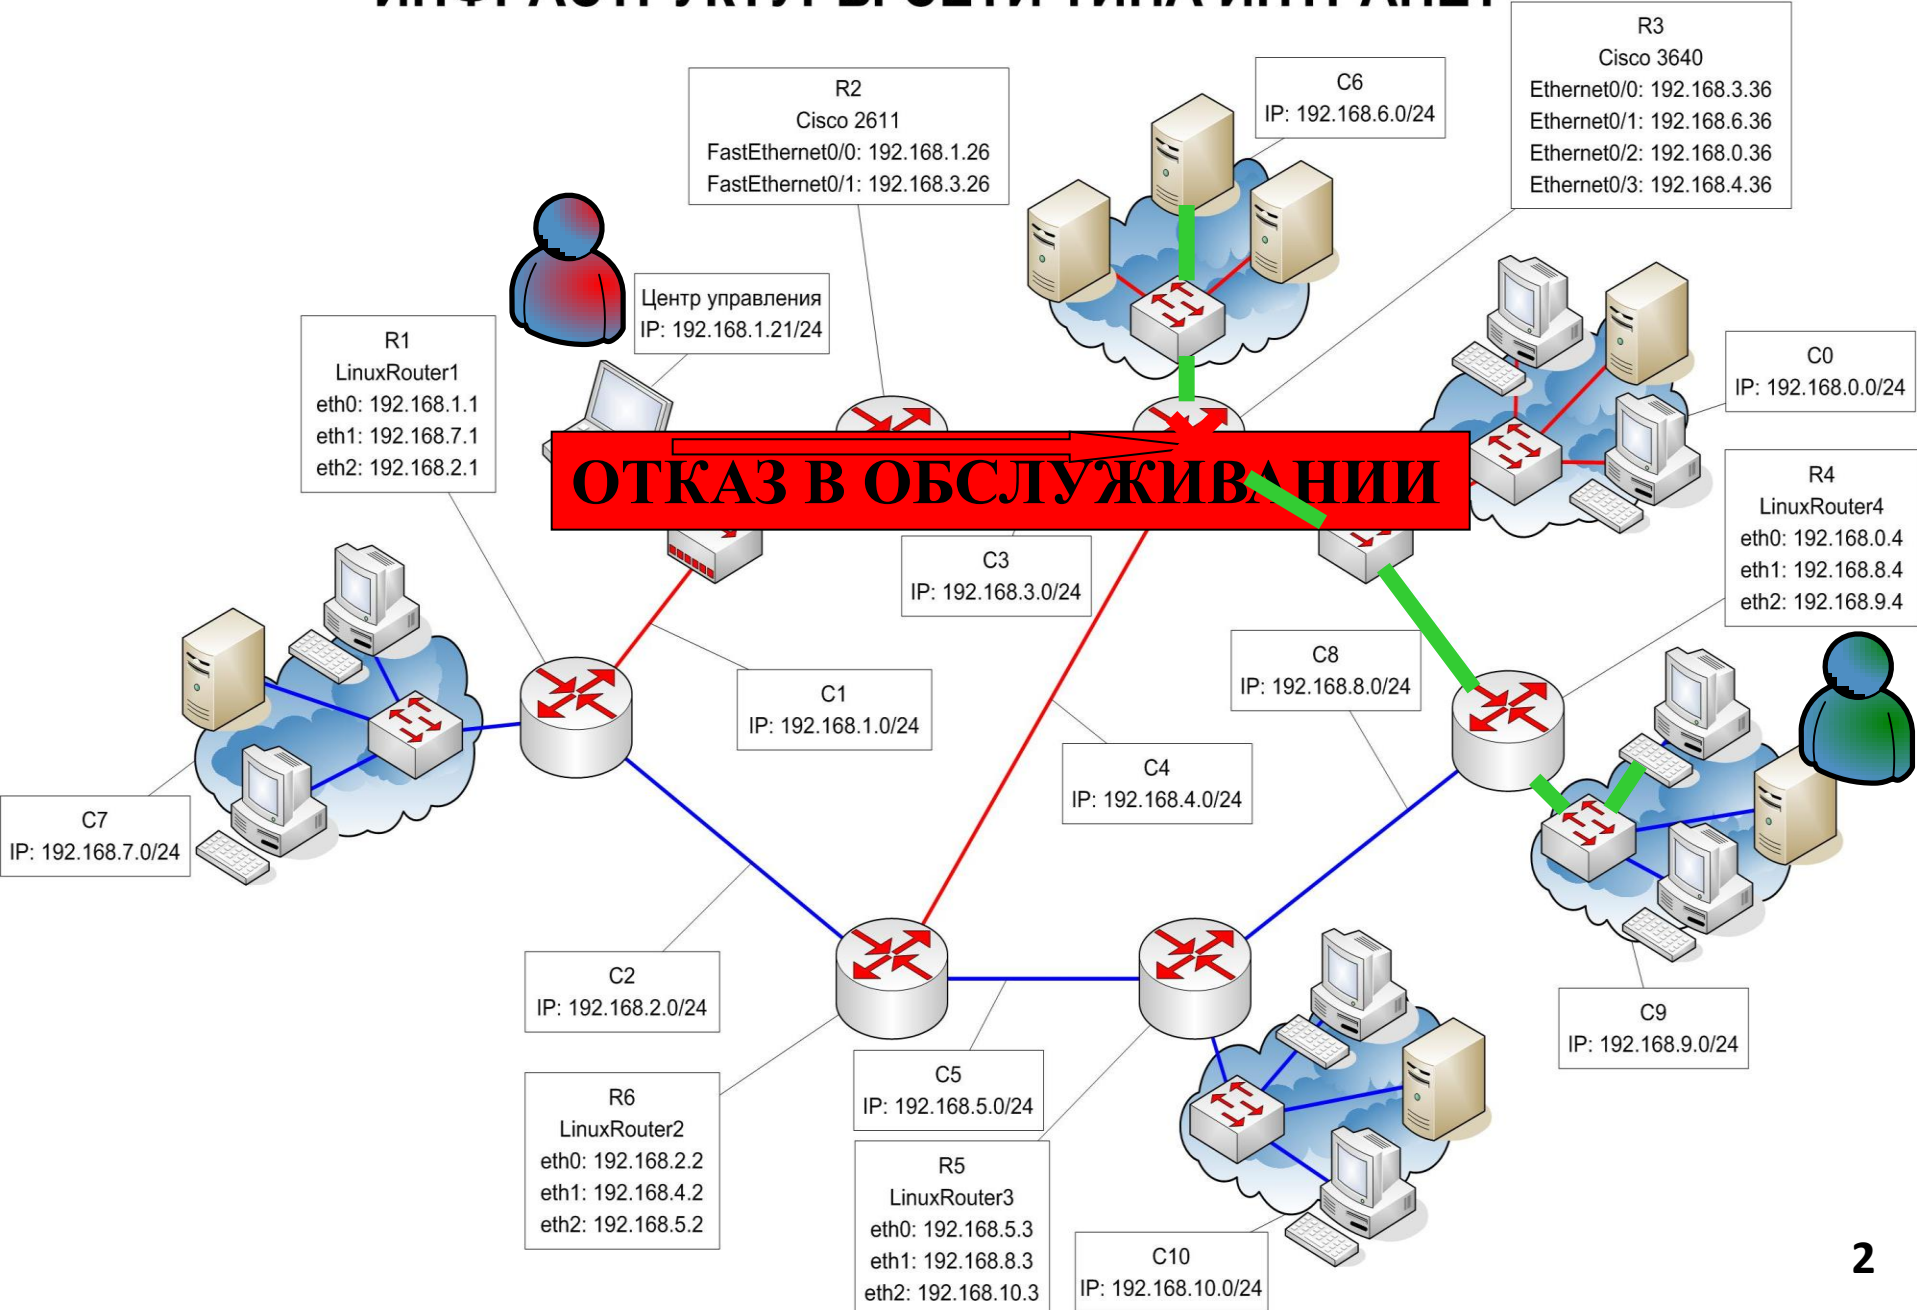 ИНФРАСТРУКТУРЫ СЕТИ ТИПА ИНТРАНЕТ
R3
Cisco 3640
Ethernet0/0: 192.168.3.36
Ethernet0/1: 192.168.6.36
Ethernet0/2: 192.168.0.36
Ethernet0/3: 192.168.4.36
R2
Cisco 2611
FastEthernet0/0: 192.168.1.26
FastEthernet0/1: 192.168.3.26
C6
IP: 192.168.6.0/24
Центр управления
IP: 192.168.1.21/24
R1
LinuxRouter1
eth0: 192.168.1.1
eth1: 192.168.7.1
eth2: 192.168.2.1
C0
IP: 192.168.0.0/24
ОТКАЗ В ОБСЛУЖИВАНИИ
R4
LinuxRouter4
eth0: 192.168.0.4
eth1: 192.168.8.4
eth2: 192.168.9.4
C3
IP: 192.168.3.0/24
C8
IP: 192.168.8.0/24
C1
IP: 192.168.1.0/24
C4
IP: 192.168.4.0/24
C7
IP: 192.168.7.0/24
C2
IP: 192.168.2.0/24
C9
IP: 192.168.9.0/24
C5
IP: 192.168.5.0/24
R6
LinuxRouter2
eth0: 192.168.2.2
eth1: 192.168.4.2
eth2: 192.168.5.2
R5
LinuxRouter3
eth0: 192.168.5.3
eth1: 192.168.8.3
eth2: 192.168.10.3
C10
IP: 192.168.10.0/24
2